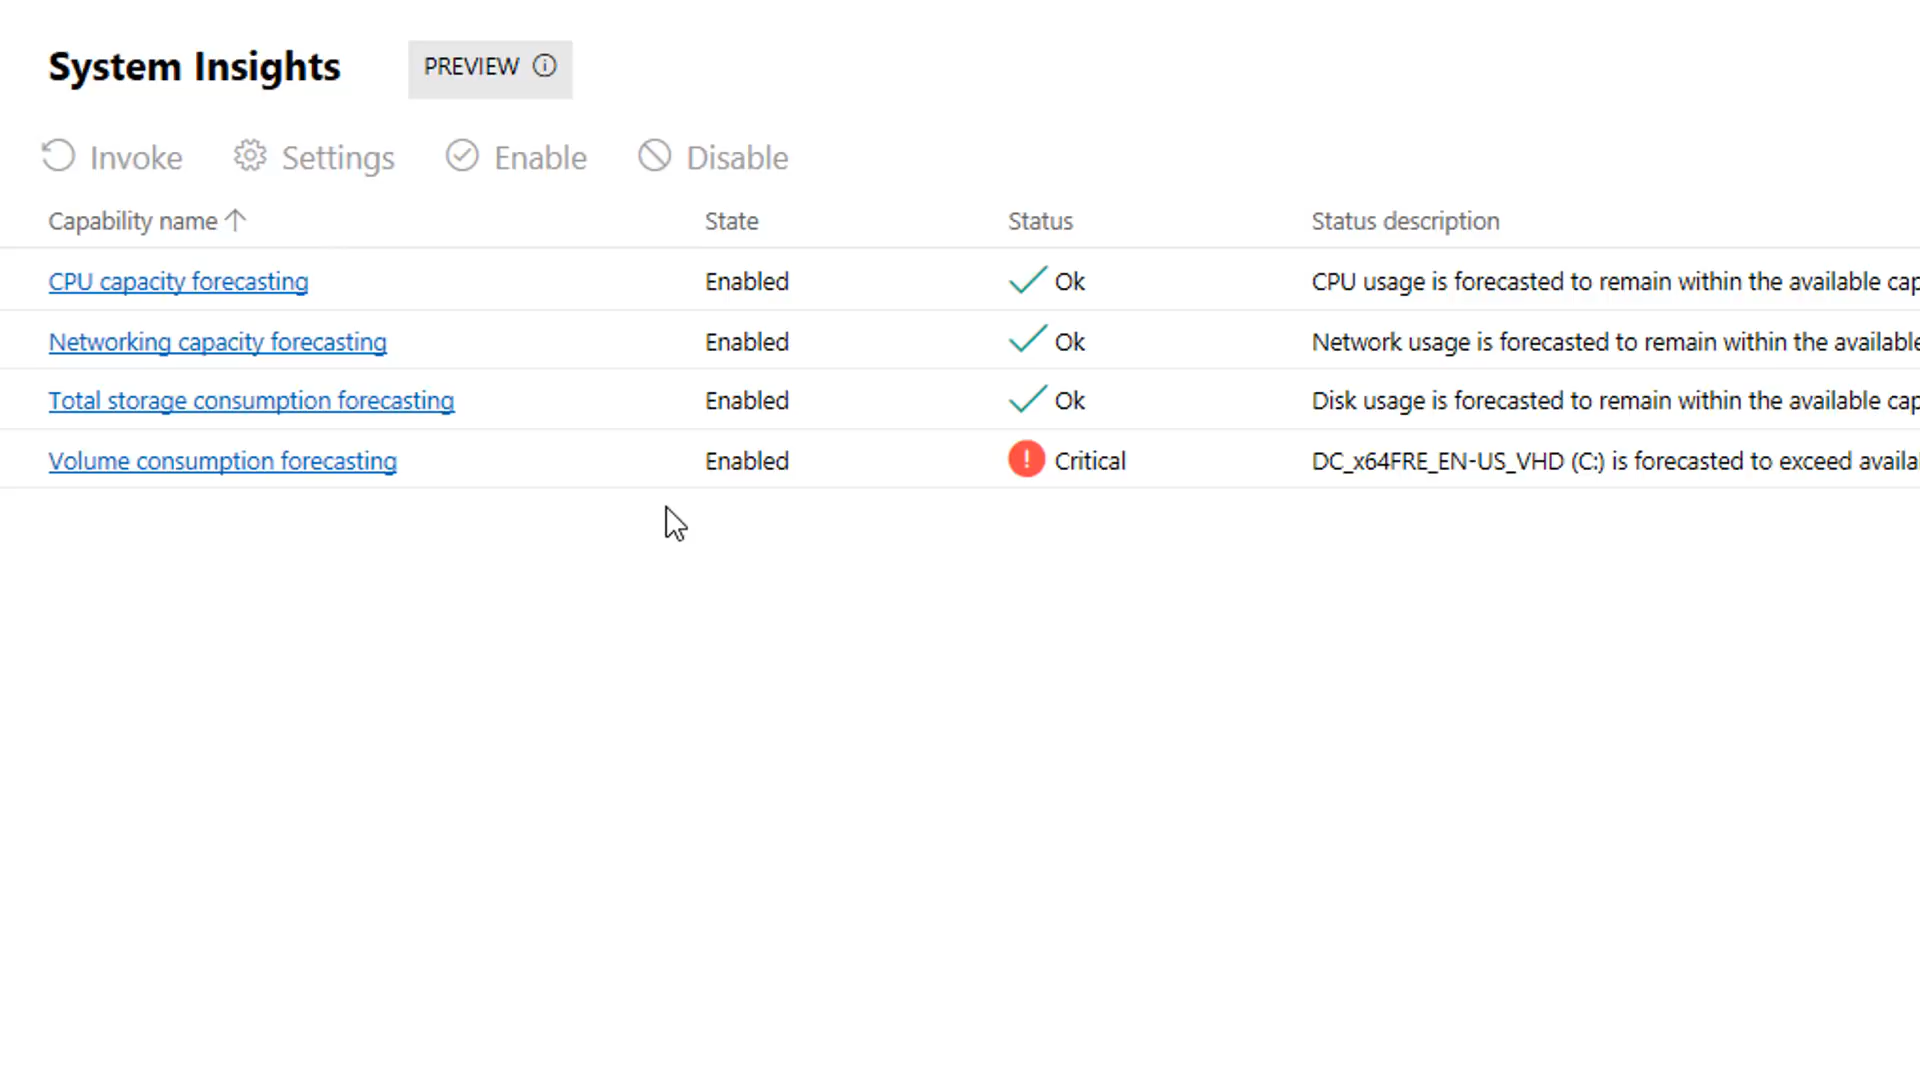 System Insights PREVIEW
Invoke Settings Enable Disable
Capability name State Status Status description
CPU capacity forecasting Enabled Ok CPU usage is forecasted to remain within the available cap
Networking capacity forecasting Enabled Ok Network usage is forecasted to remain within the available
Total storage consumption forecasting Enabled Ok Disk usage is forecasted to remain within the available cap
Volume consumption forecasting Enabled Critical DC_x64FRE_EN-US_VHD (C:) is forecasted to exceed availa